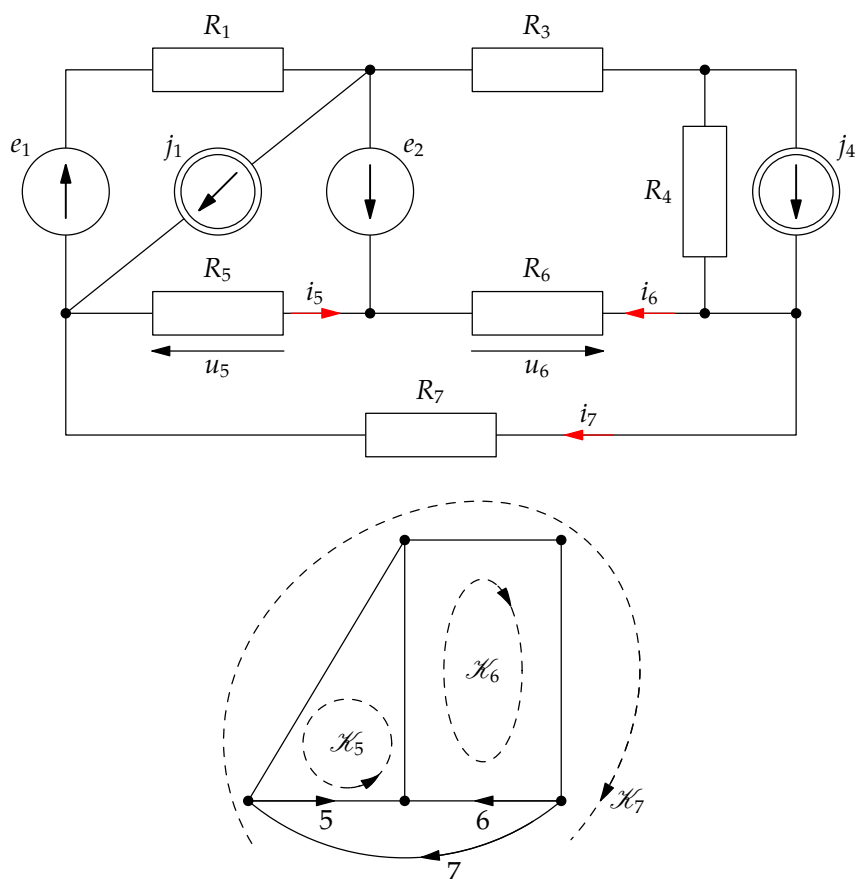 R₁ R₃
e₁ j₁ e₂ R₄ j₄
R₅ i₅ R₆ i₆
u₅ u₆
R₇ i₇
𝒦₆
𝒦₅
𝒦₇
5 6
7